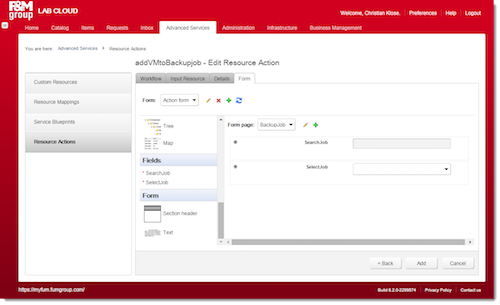 F&M
group
LAB CLOUD
Welcome, Christian Klose.
Preferences
Help
Logout
Home
Catalog
Items
Requests
Inbox
Advanced Services
Administration
Infrastructure
Business Management
You are here:
Advanced Services
Resource Actions
Custom Resources
Resource Mappings
Service Blueprints
Resource Actions
addVMtoBackupjob - Edit Resource Action
Workflow
Input Resource
Details
Form
Form:
Action form
Tree
Map
Fields
* SearchJob
* SelectJob
Form
Section header
Text
Form page:
BackupJob
SearchJob
SelectJob
< Back
Add
Cancel
https://myfum.fumgroup.com/
Build 6.2.0-2299574
Privacy Policy
Contact us